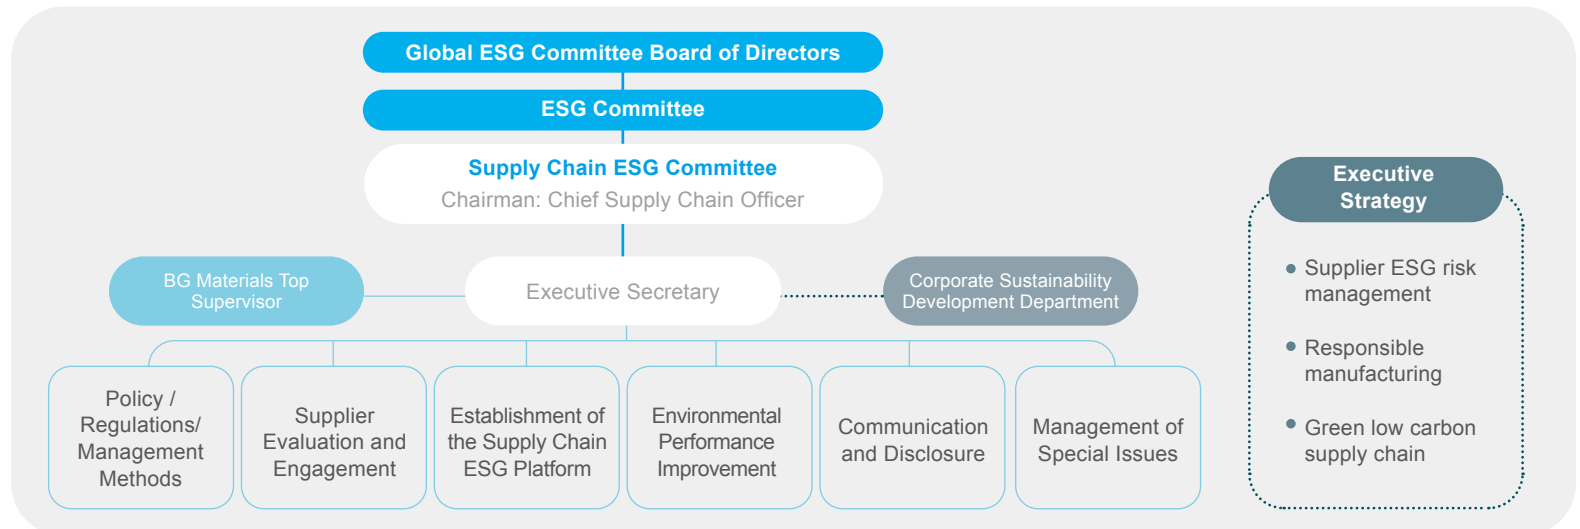 Global ESG Committee Board of Directors
ESG Committee
Supply Chain ESG Committee
Chairman: Chief Supply Chain Officer
BG Materials Top
Supervisor
Executive Secretary
Corporate Sustainability
Development Department
Policy /
Regulations/
Management
Methods
Supplier
Evaluation and
Engagement
Establishment of
the Supply Chain
ESG Platform
Environmental
Performance
Improvement
Communication
and Disclosure
Management of
Special Issues
Executive
Strategy
Supplier ESG risk
management
Responsible
manufacturing
Green low carbon
supply chain